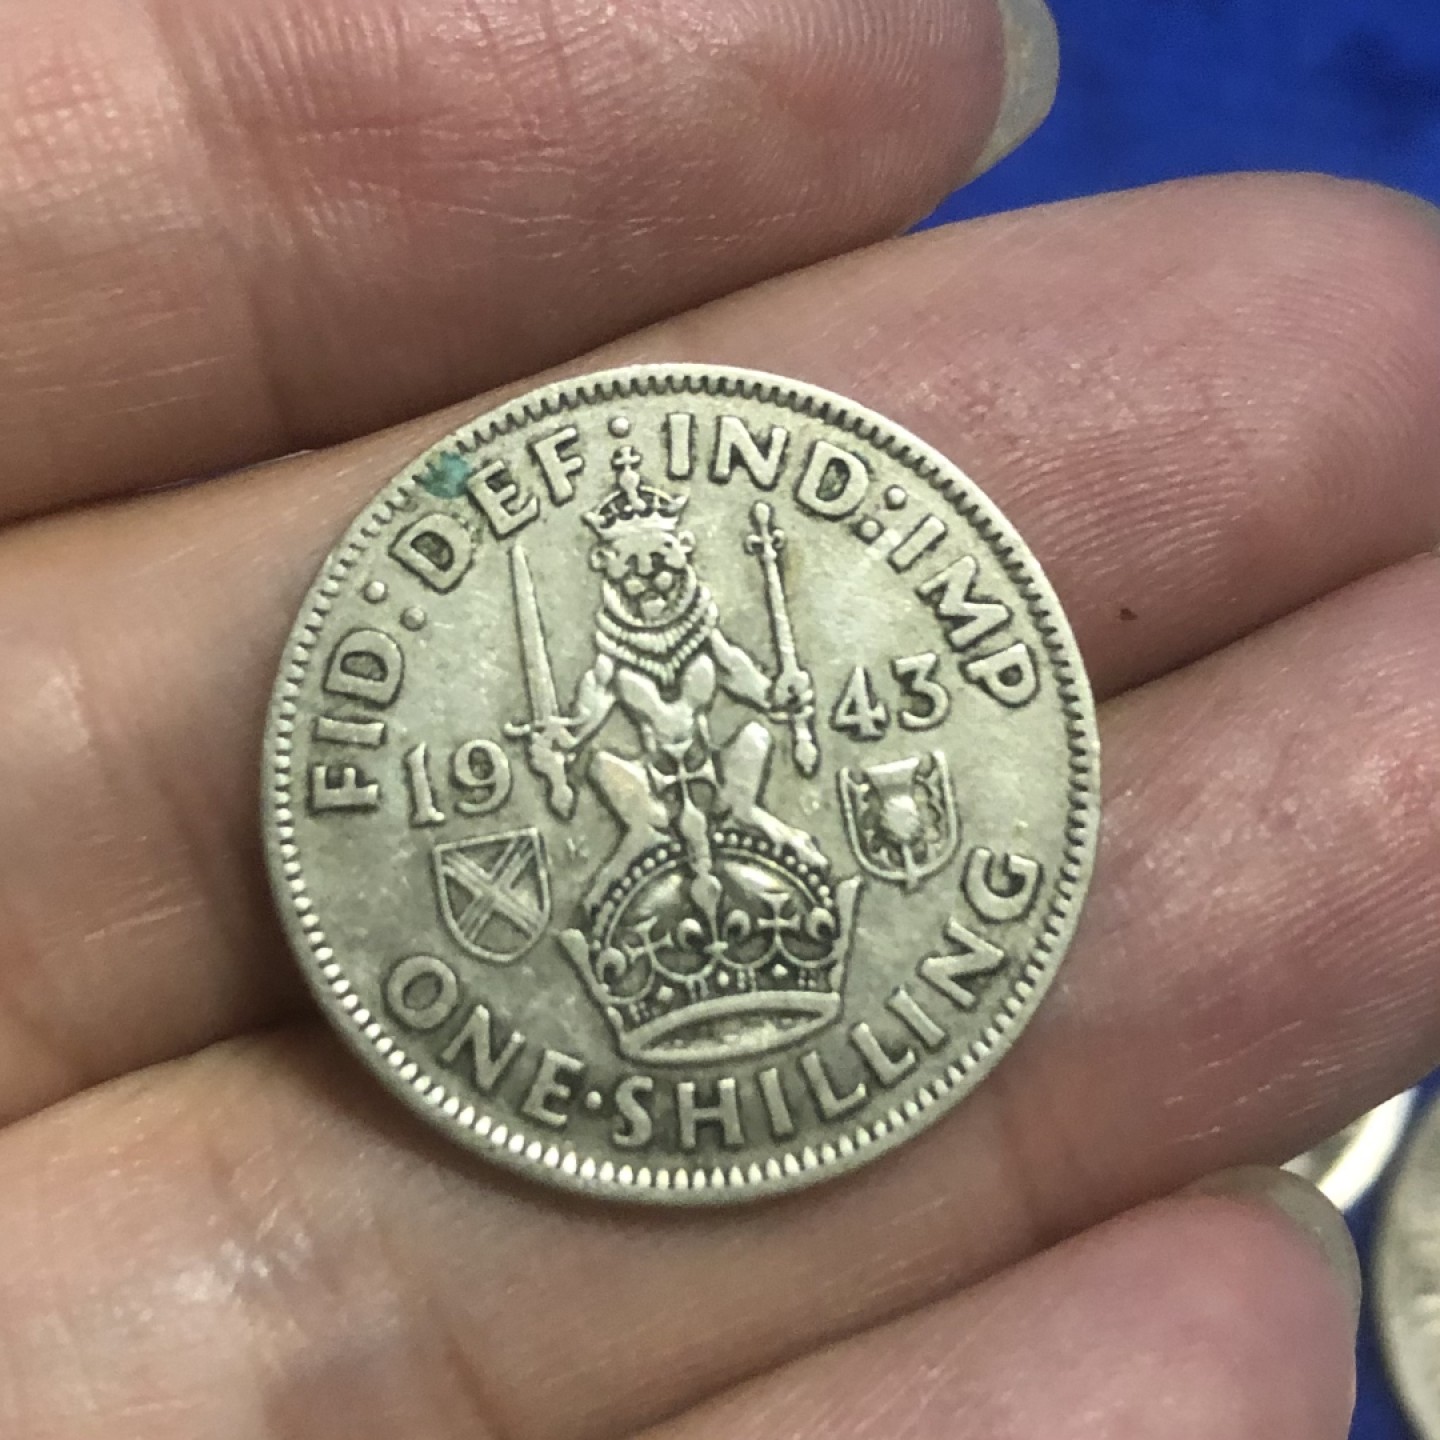 FID: DEF: IND: IMP
19 43
ONE · SHILLING